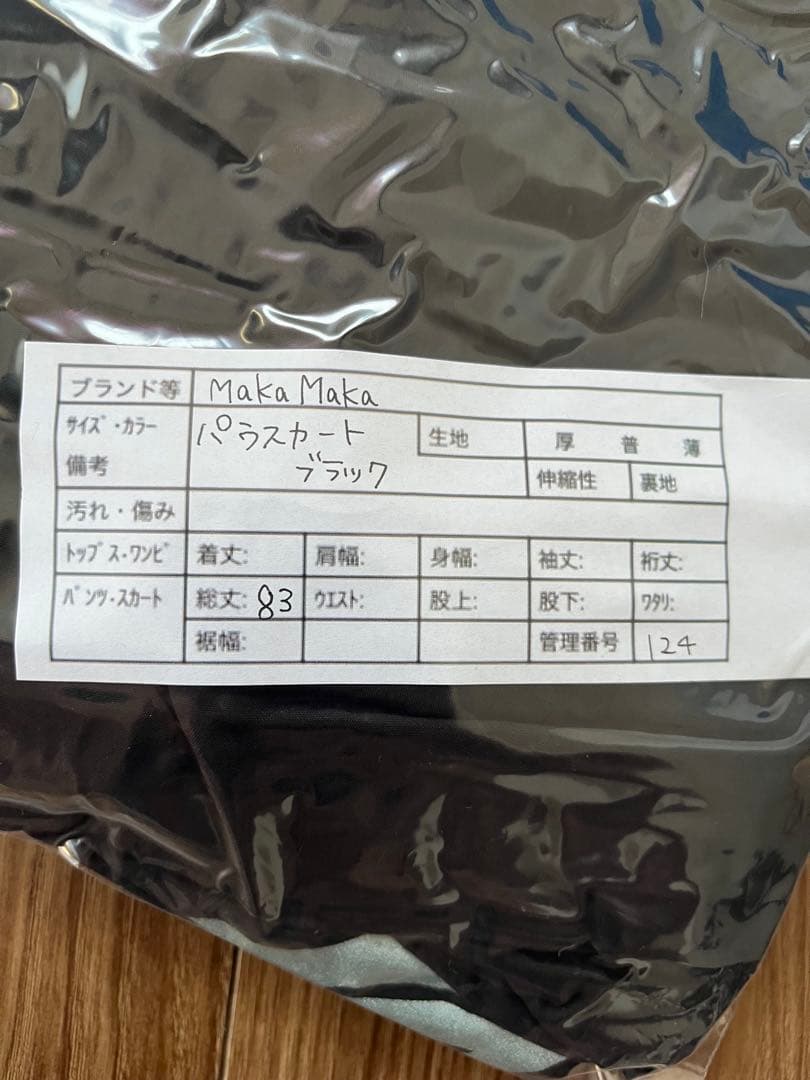 ブランド等 Maka Maka
ｻｲｽﾞ・カラー パウスカート 生地 厚 普 薄
備考 ブラック 伸縮性 裏地
汚れ・傷み
ﾄｯﾌﾟｽ・ﾜﾝﾋﾟ 着丈: 肩幅: 身幅: 袖丈: 裄丈:
ﾊﾟﾝﾂ・ｽｶｰﾄ 総丈: 83 ｳｴｽﾄ: 股上: 股下: ﾜﾀﾘ:
裾幅: 管理番号 124